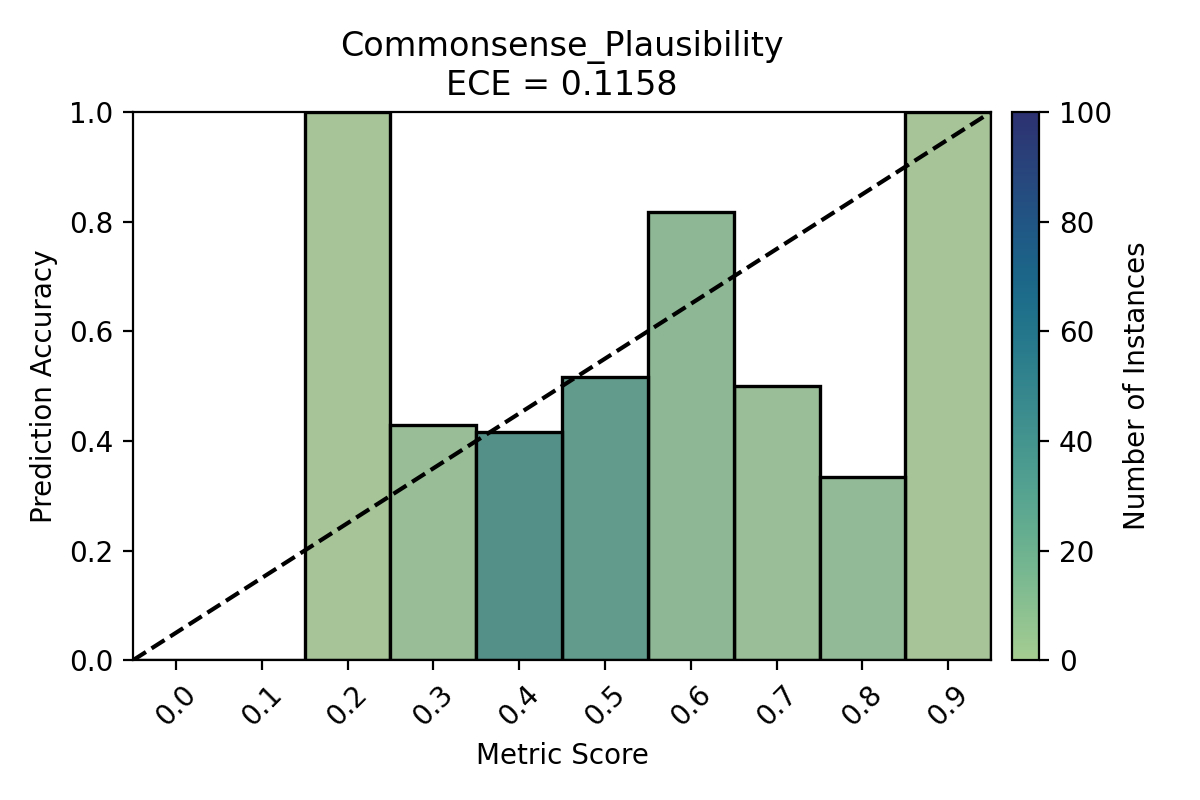 Commonsense_Plausibility
ECE = 0.1158
Prediction Accuracy
1.0
0.8
0.6
0.4
0.2
0.0
0.0 0.1 0.2 0.3 0.4 0.5 0.6 0.7 0.8 0.9
Metric Score
100
80
60
40
20
0
Number of Instances